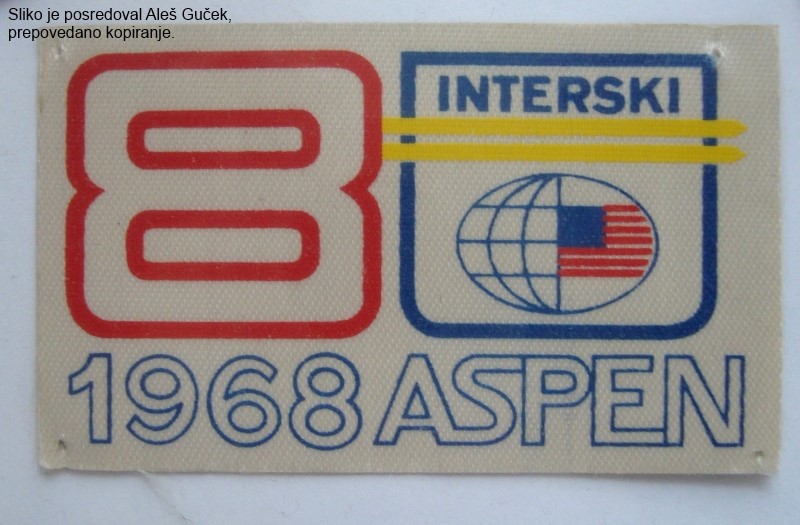 Sliko je posredoval Aleš Guček,
prepovedano kopiranje.
8
INTERSKI
1968 ASPEN